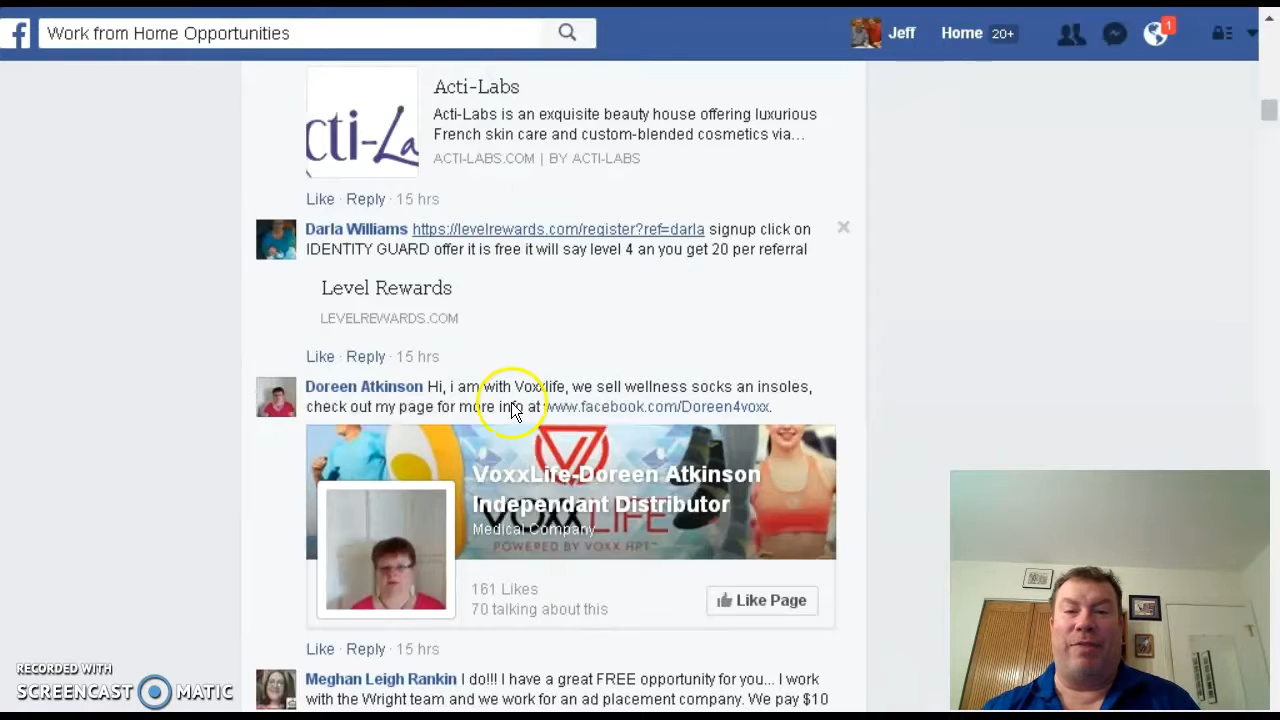 Work from Home Opportunities
Jeff
Home 20+
1
Acti-Labs
Acti-Labs is an exquisite beauty house offering luxurious
French skin care and custom-blended cosmetics via...
cti-La
ACTI-LABS.COM | BY ACTI-LABS
Like · Reply · 15 hrs
Darla Williams https://levelrewards.com/register?ref=darla signup click on
IDENTITY GUARD offer it is free it will say level 4 an you get 20 per referral
Level Rewards
LEVELREWARDS.COM
Like · Reply · 15 hrs
Doreen Atkinson Hi, i am with Voxxlife, we sell wellness socks an insoles,
check out my page for more info at www.facebook.com/Doreen4voxx.
VoxxLife-Doreen Atkinson
Independant Distributor
Medical Company
VOXXLIFE
POWERED BY VOXX HPT
161 Likes
70 talking about this
Like Page
Like · Reply · 15 hrs
Meghan Leigh Rankin I do!!! I have a great FREE opportunity for you... I work
with the Wright team and we work for an ad placement company. We pay $10
RECORDED WITH
SCREENCAST MATIC